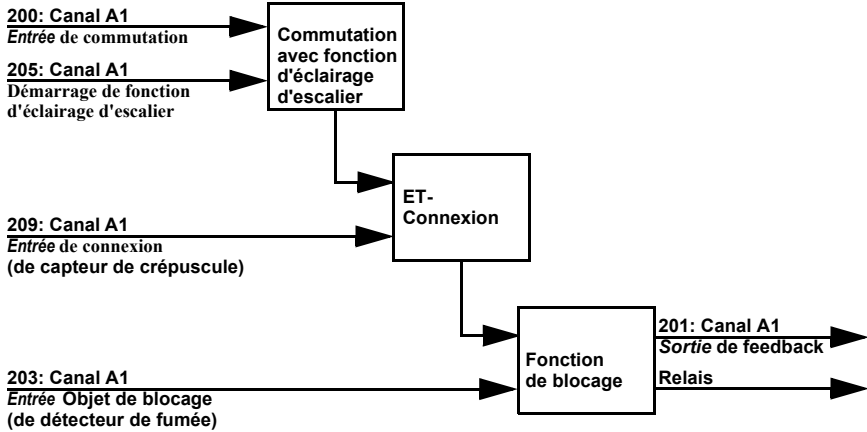 200: Canal A1
Entrée de commutation
205: Canal A1
Démarrage de fonction
d'éclairage d'escalier
Commutation
avec fonction
d'éclairage
d'escalier
ET-
Connexion
209: Canal A1
Entrée de connexion
(de capteur de crépuscule)
Fonction
de blocage
201: Canal A1
Sortie de feedback
Relais
203: Canal A1
Entrée Objet de blocage
(de détecteur de fumée)